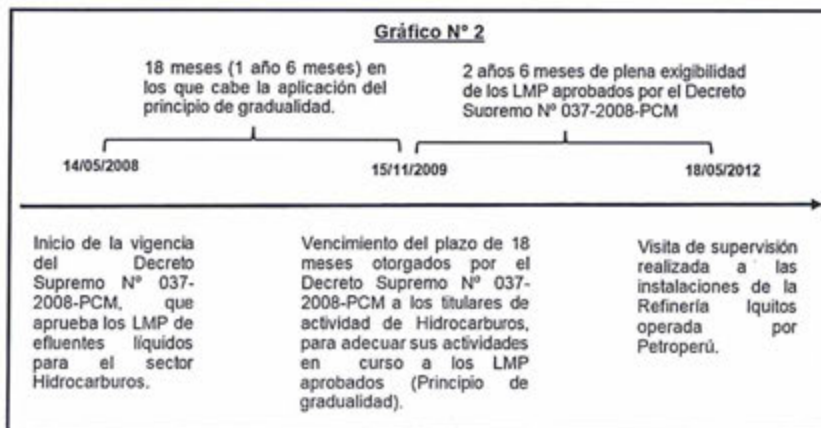 Gráfico N° 2
18 meses (1 año 6 meses) en
los que cabe la aplicación del
principio de gradualidad.
2 años 6 meses de plena exigibilidad
de los LMP aprobados por el Decreto
Supremo Nº 037-2008-PCM
14/05/2008
15/11/2009
18/05/2012
Inicio de la vigencia
del Decreto
Supremo Nº 037-
2008-PCM, que
aprueba los LMP de
efluentes líquidos
para el sector
Hidrocarburos.
Vencimiento del plazo de 18
meses otorgados por el
Decreto Supremo Nº 037-
2008-PCM a los titulares de
actividad de Hidrocarburos,
para adecuar sus actividades
en curso a los LMP
aprobados (Principio de
gradualidad).
Visita de supervisión
realizada a las
instalaciones de la
Refinería Iquitos
operada por
Petroperú.